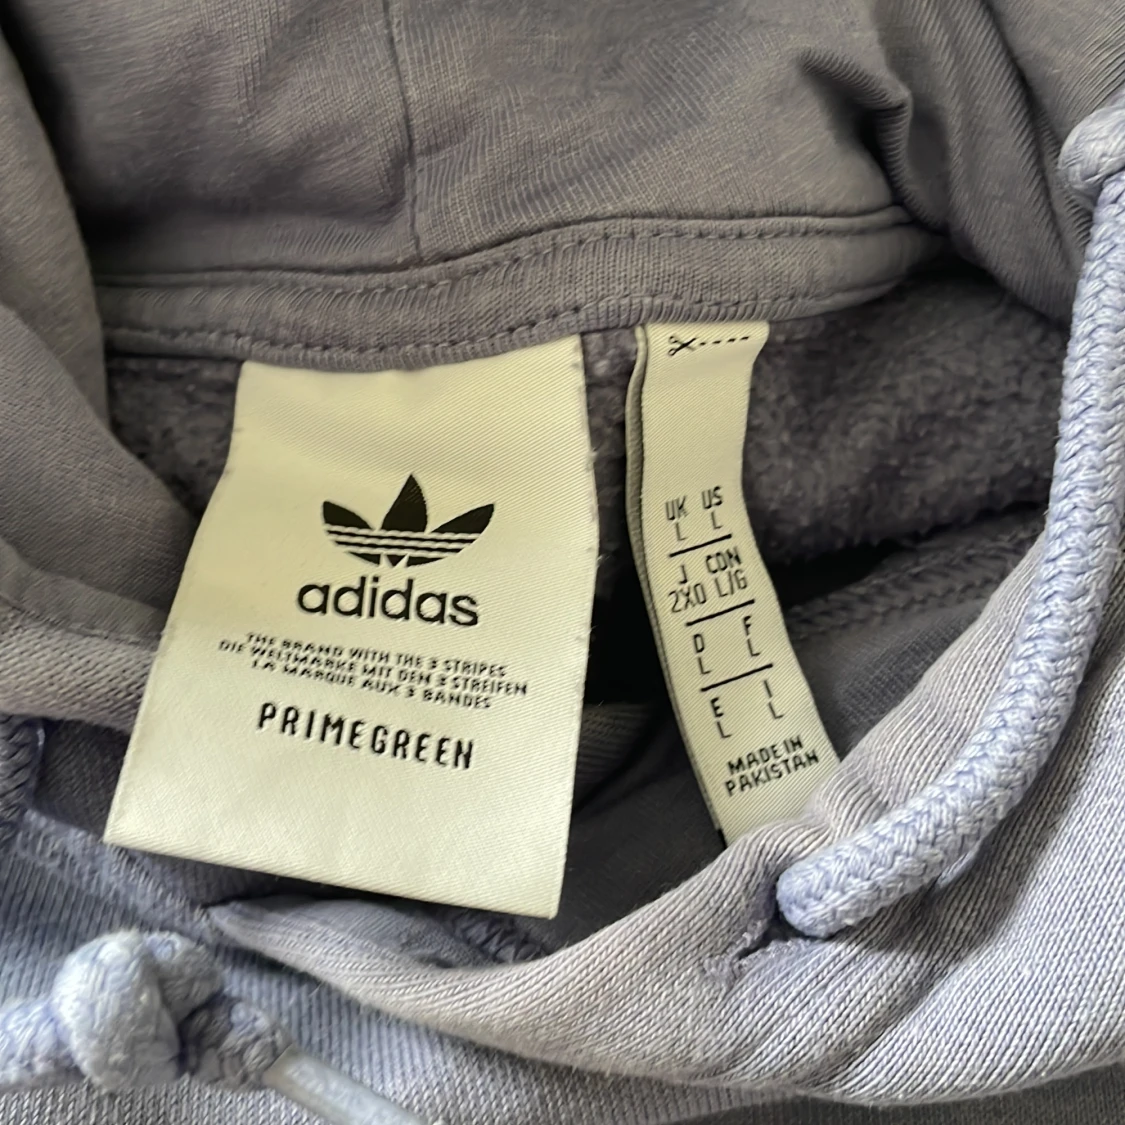 adidas
THE BRAND WITH THE 3 STRIPES
DIE WELTMARKE MIT DEN 3 STREIFEN
LA MARQUE AUX 3 BANDES
PRIMEGREEN
UK US
L L
J CDN
2XO L/G
D F
L L
E I
L L
MADE IN
PAKISTAN